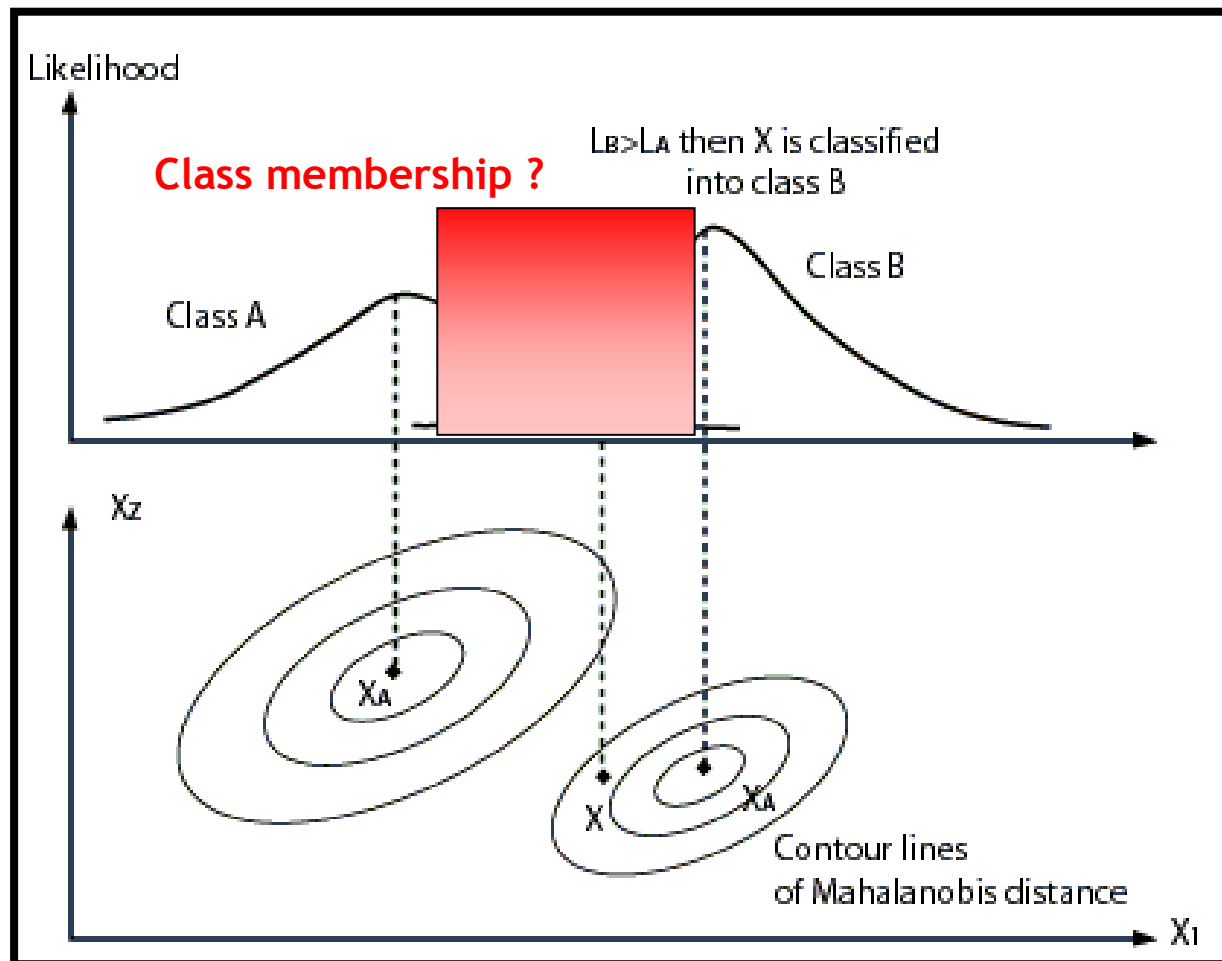 Likelihood
LB>LA then X is classified
into class B
Class membership ?
Class B
Class A
XZ
XA
X
XA
Contour lines
of Mahalanobis distance
X1